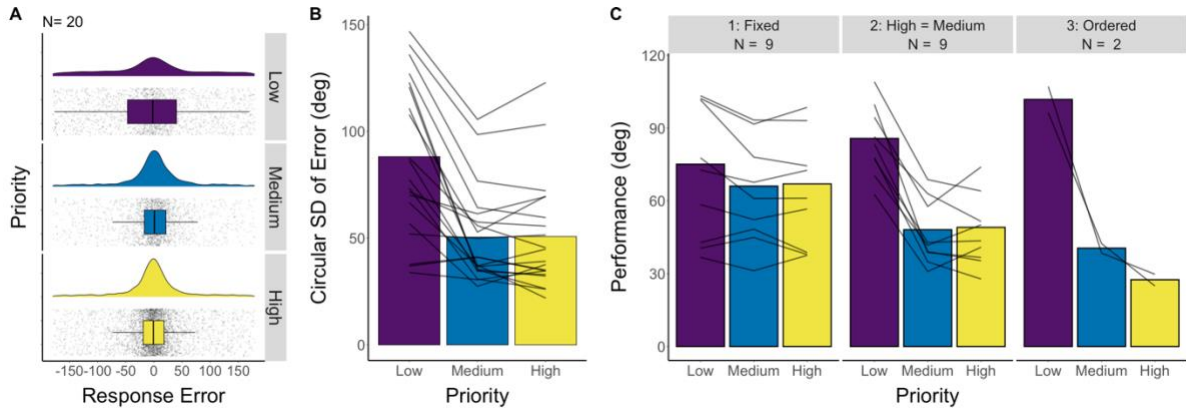 A
N= 20
Priority
Low
Medium
High
-150 -100 -50 0 50 100 150
Response Error
B
Circular SD of Error (deg)
150
100
50
0
Low Medium High
Priority
C
1: Fixed
N = 9
2: High = Medium
N = 9
3: Ordered
N = 2
Performance (deg)
120
90
60
30
0
Low Medium High
Low Medium High
Low Medium High
Priority